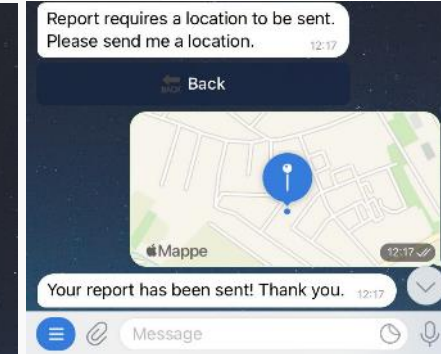 Report requires a location to be sent.
Please send me a location.
12:17
BACK Back
Mappe
12:17
Your report has been sent! Thank you. 12:17
Message